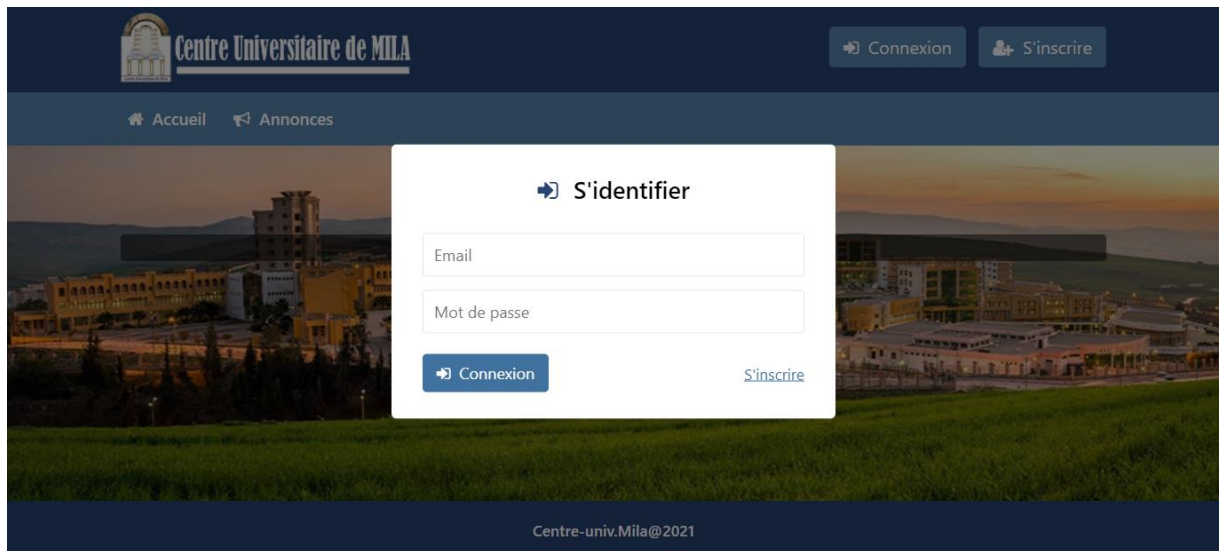 Centre Universitaire de MILA
Connexion S'inscrire
Accueil Annonces
S'identifier
Email
Mot de passe
Connexion S'inscrire
Centre-univ.Mila@2021